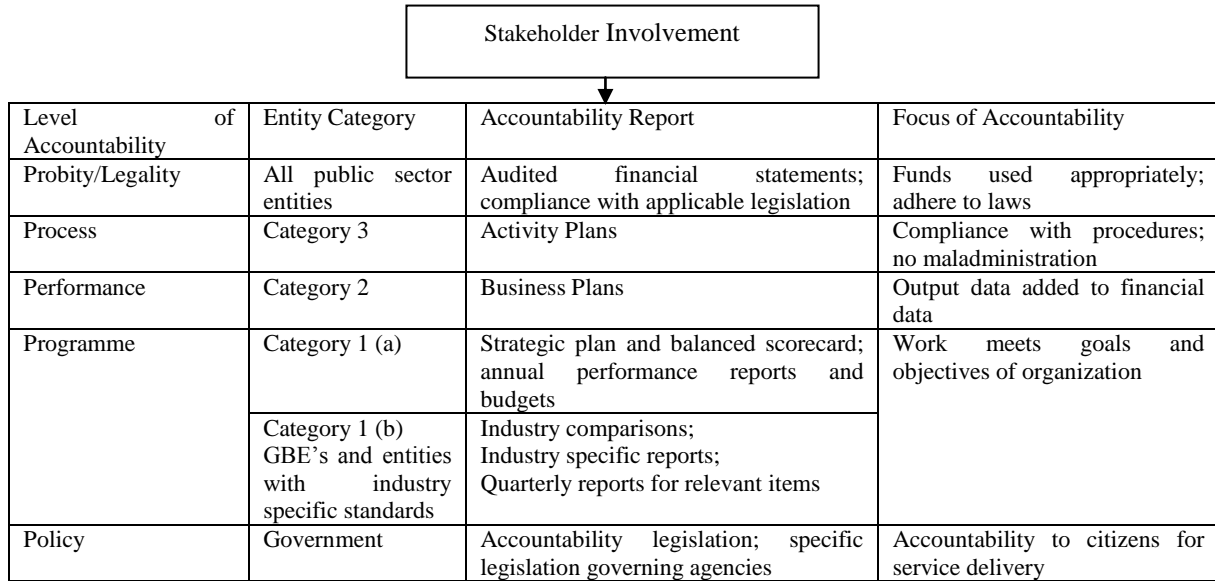 Stakeholder Involvement
Level of Accountability | Entity Category | Accountability Report | Focus of Accountability
Probity/Legality | All public sector entities | Audited financial statements; compliance with applicable legislation | Funds used appropriately; adhere to laws
Process | Category 3 | Activity Plans | Compliance with procedures; no maladministration
Performance | Category 2 | Business Plans | Output data added to financial data
Programme | Category 1 (a) | Strategic plan and balanced scorecard; annual performance reports and budgets | Work meets goals and objectives of organization
Category 1 (b) GBE's and entities with industry specific standards | Industry comparisons; Industry specific reports; Quarterly reports for relevant items
Policy | Government | Accountability legislation; specific legislation governing agencies | Accountability to citizens for service delivery